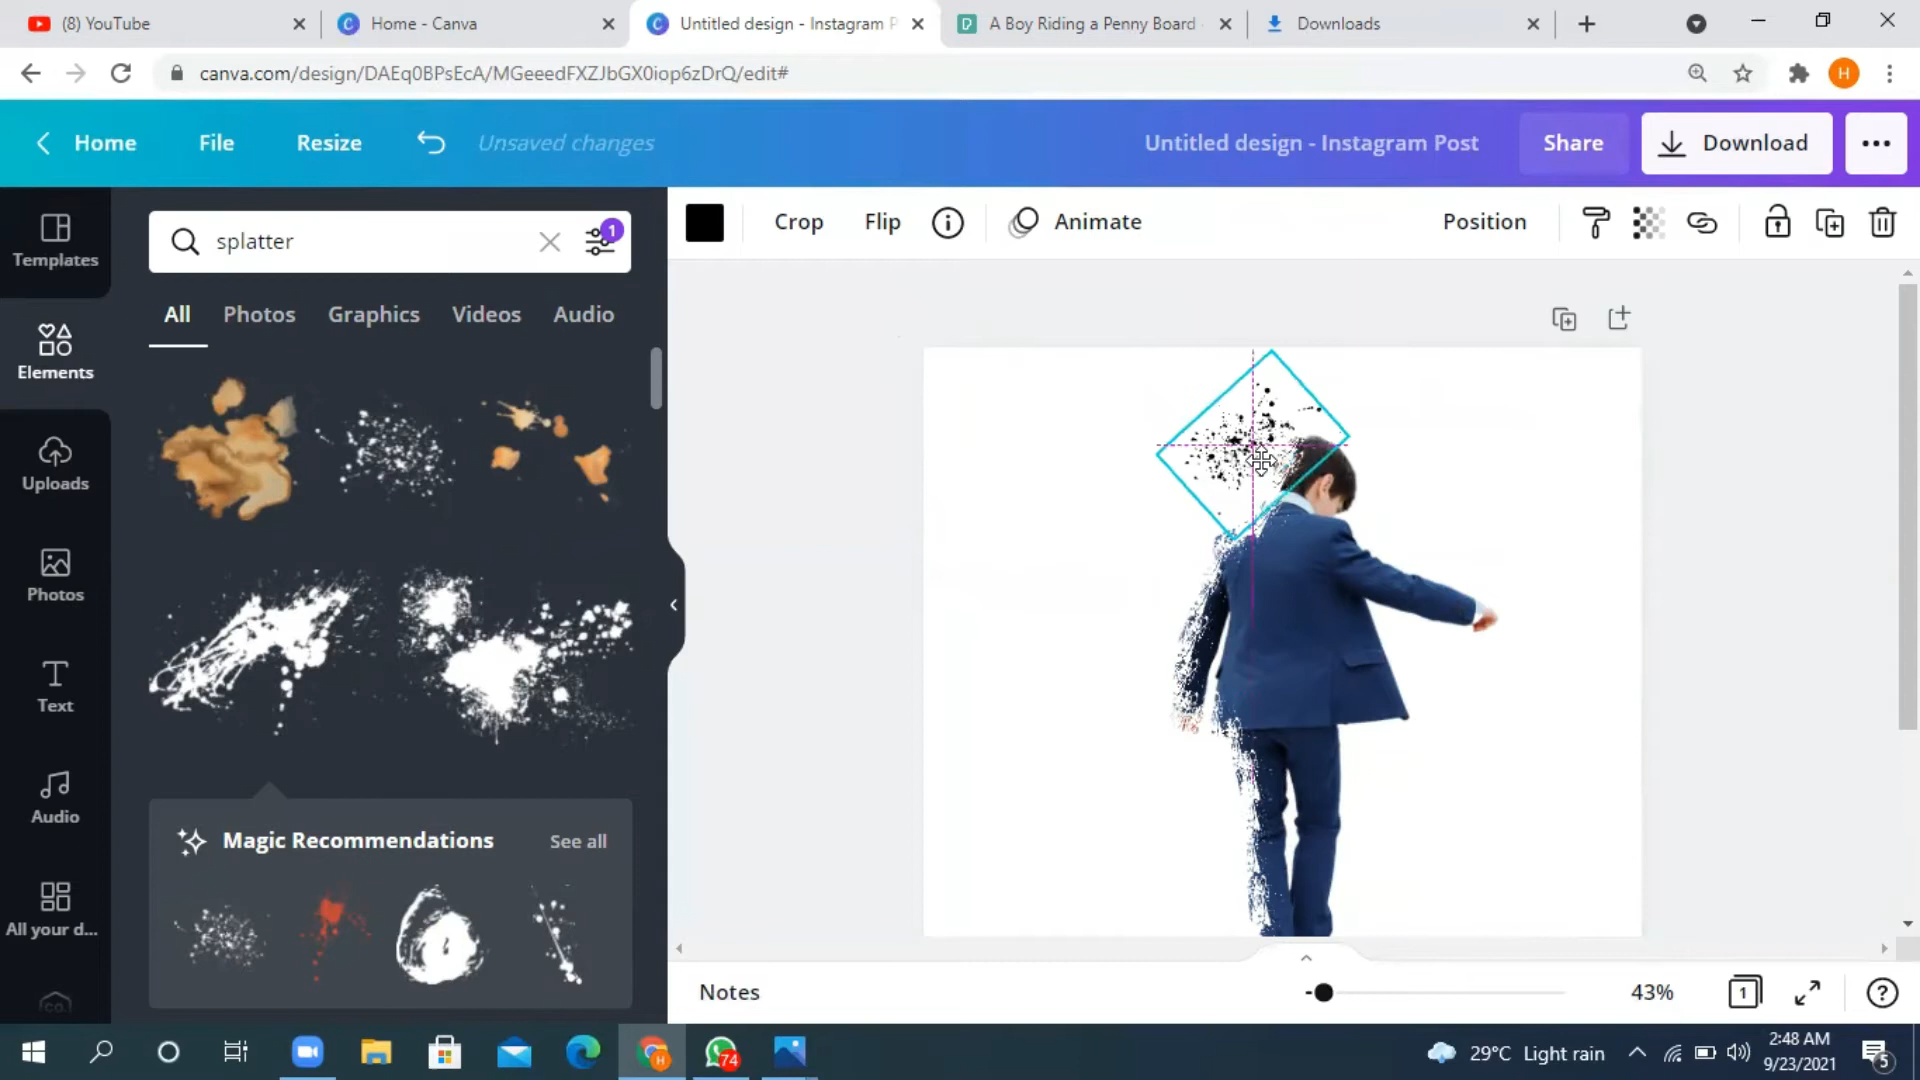 (8) YouTube
Home - Canva
Untitled design - Instagram P
A Boy Riding a Penny Board
Downloads
canva.com/design/DAEq0BPsEcA/MGeeedFXZJbGX0iop6zDrQ/edit#
H
Home
File
Resize
Unsaved changes
Untitled design - Instagram Post
Share
Download
Templates
Elements
Uploads
Photos
Text
Audio
All your d...
co.
splatter
1
All
Photos
Graphics
Videos
Audio
Magic Recommendations
See all
Crop
Flip
Animate
Position
Notes
43%
1
74
29°C Light rain
2:48 AM
9/23/2021
5